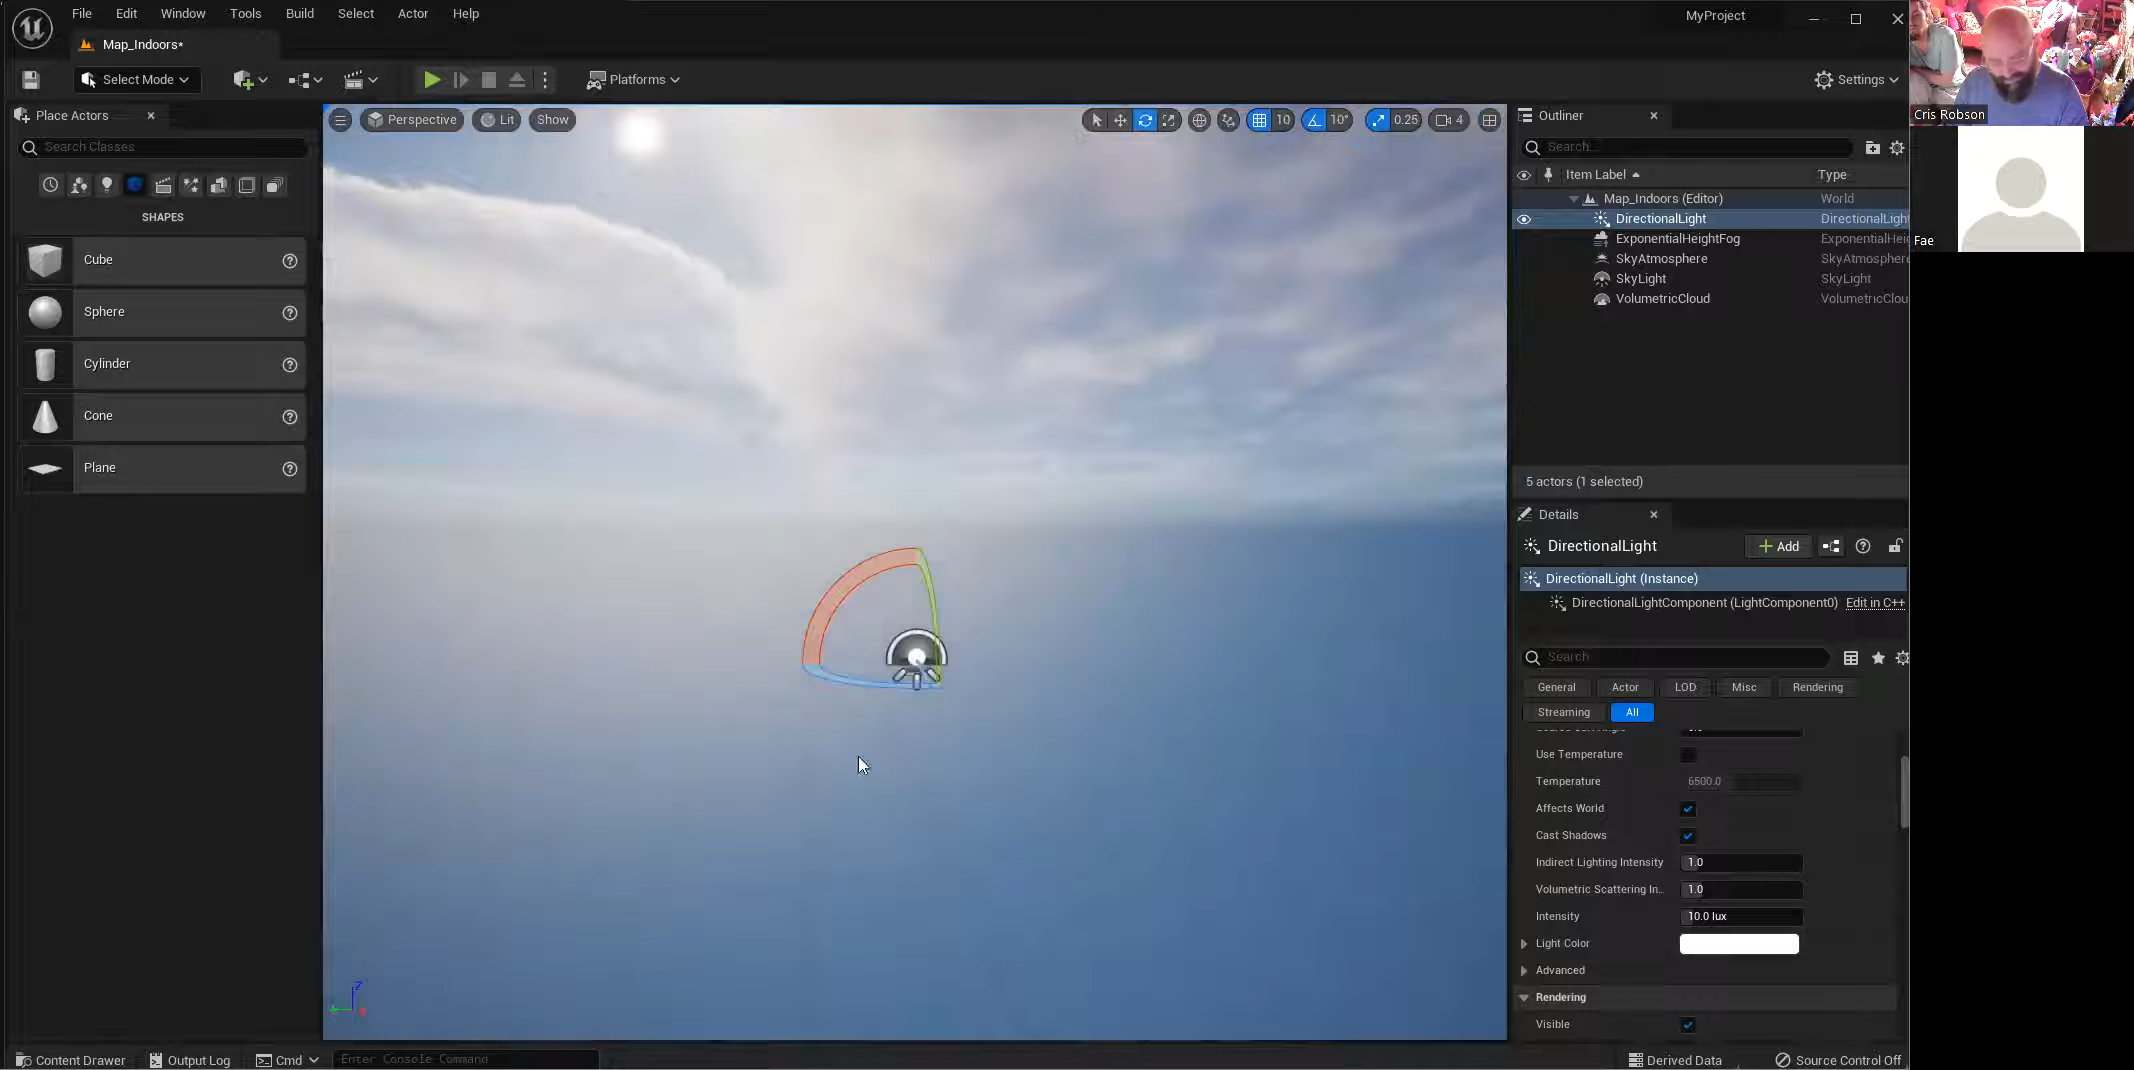 File Edit Window Tools Build Select Actor Help
MyProject
Map_Indoors*
Select Mode
Platforms
Settings
Place Actors
Search Classes
SHAPES
Cube
Sphere
Cylinder
Cone
Plane
Perspective Lit Show
10 10° 0.25 4
Outliner
Search...
Item Label Type
Map_Indoors (Editor) World
DirectionalLight DirectionalLight
ExponentialHeightFog ExponentialHei
SkyAtmosphere SkyAtmospher
SkyLight SkyLight
VolumetricCloud VolumetricClou
5 actors (1 selected)
Details
DirectionalLight Add
DirectionalLight (Instance)
DirectionalLightComponent (LightComponent0) Edit in C++
Search
General Actor LOD Misc Rendering
Streaming All
Use Temperature
Temperature 6500.0
Affects World
Cast Shadows
Indirect Lighting Intensity 1.0
Volumetric Scattering In... 1.0
Intensity 10.0 lux
Light Color
Advanced
Rendering
Visible
Z
Content Drawer Output Log Cmd Enter Console Command
Derived Data Source Control Off
Cris Robson
Fae